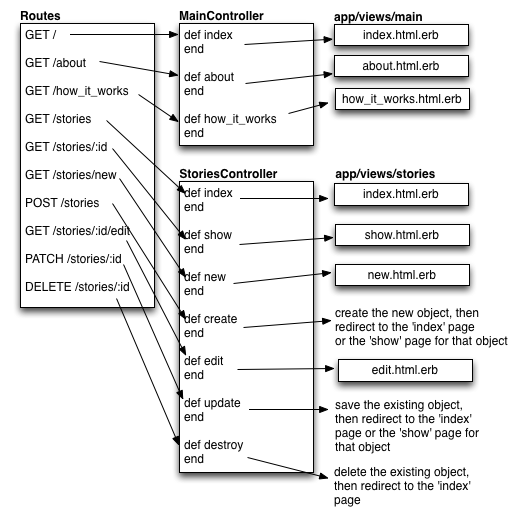 Routes
GET /
GET /about
GET /how_it_works
GET /stories
GET /stories/:id
GET /stories/new
POST /stories
GET /stories/:id/edit
PATCH /stories/:id
DELETE /stories/:id
MainController
def index
end
def about
end
def how_it_works
end
app/views/main
index.html.erb
about.html.erb
how_it_works.html.erb
StoriesController
def index
end
def show
end
def new
end
def create
end
def edit
end
def update
end
def destroy
end
app/views/stories
index.html.erb
show.html.erb
new.html.erb
create the new object, then
redirect to the 'index' page
or the 'show' page for that object
edit.html.erb
save the existing object,
then redirect to the 'index'
page or the 'show' page for
that object
delete the existing object,
then redirect to the 'index'
page